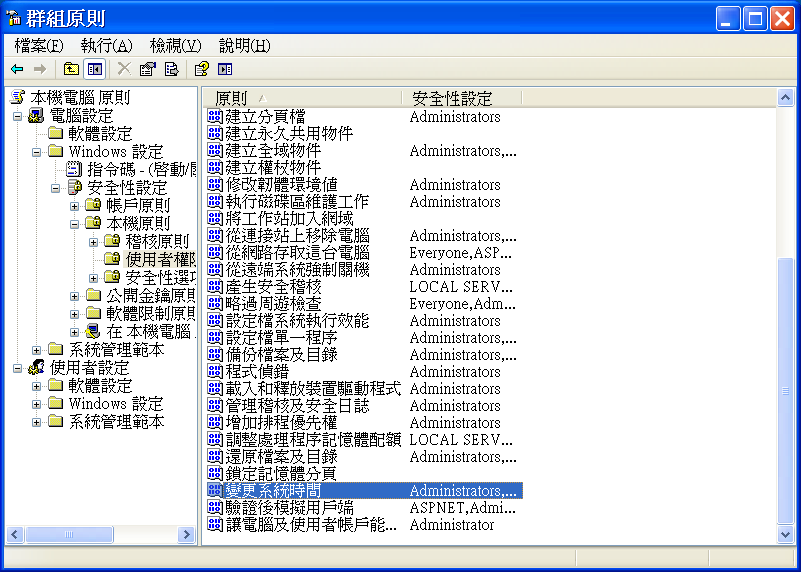 群組原則
檔案(F) 執行(A) 檢視(V) 說明(H)
本機電腦 原則
電腦設定
軟體設定
Windows 設定
指令碼 - (啓動/
安全性設定
帳戶原則
本機原則
稽核原則
使用者權
安全性選
公開金鑰原則
軟體限制原則
在 本機電腦
系統管理範本
使用者設定
軟體設定
Windows 設定
系統管理範本
原則 安全性設定
建立分頁檔 Administrators
建立永久共用物件
建立全域物件 Administrators,...
建立權杖物件
修改韌體環境値 Administrators
執行磁碟區維護工作 Administrators
將工作站加入網域
從連接站上移除電腦 Administrators,...
從網路存取這台電腦 Everyone,ASP...
從遠端系統強制關機 Administrators
產生安全稽核 LOCAL SERV...
略過周遊檢查 Everyone,Adm...
設定檔系統執行效能 Administrators
設定檔單一程序 Administrators
備份檔案及目錄 Administrators,...
程式偵錯 Administrators
載入和釋放裝置驅動程式 Administrators
管理稽核及安全日誌 Administrators
增加排程優先權 Administrators
調整處理程序記憶體配額 LOCAL SERV...
還原檔案及目錄 Administrators,...
鎖定記憶體分頁
變更系統時間 Administrators,...
驗證後模擬用戶端 ASPNET,Admi...
讓電腦及使用者帳戶能... Administrator